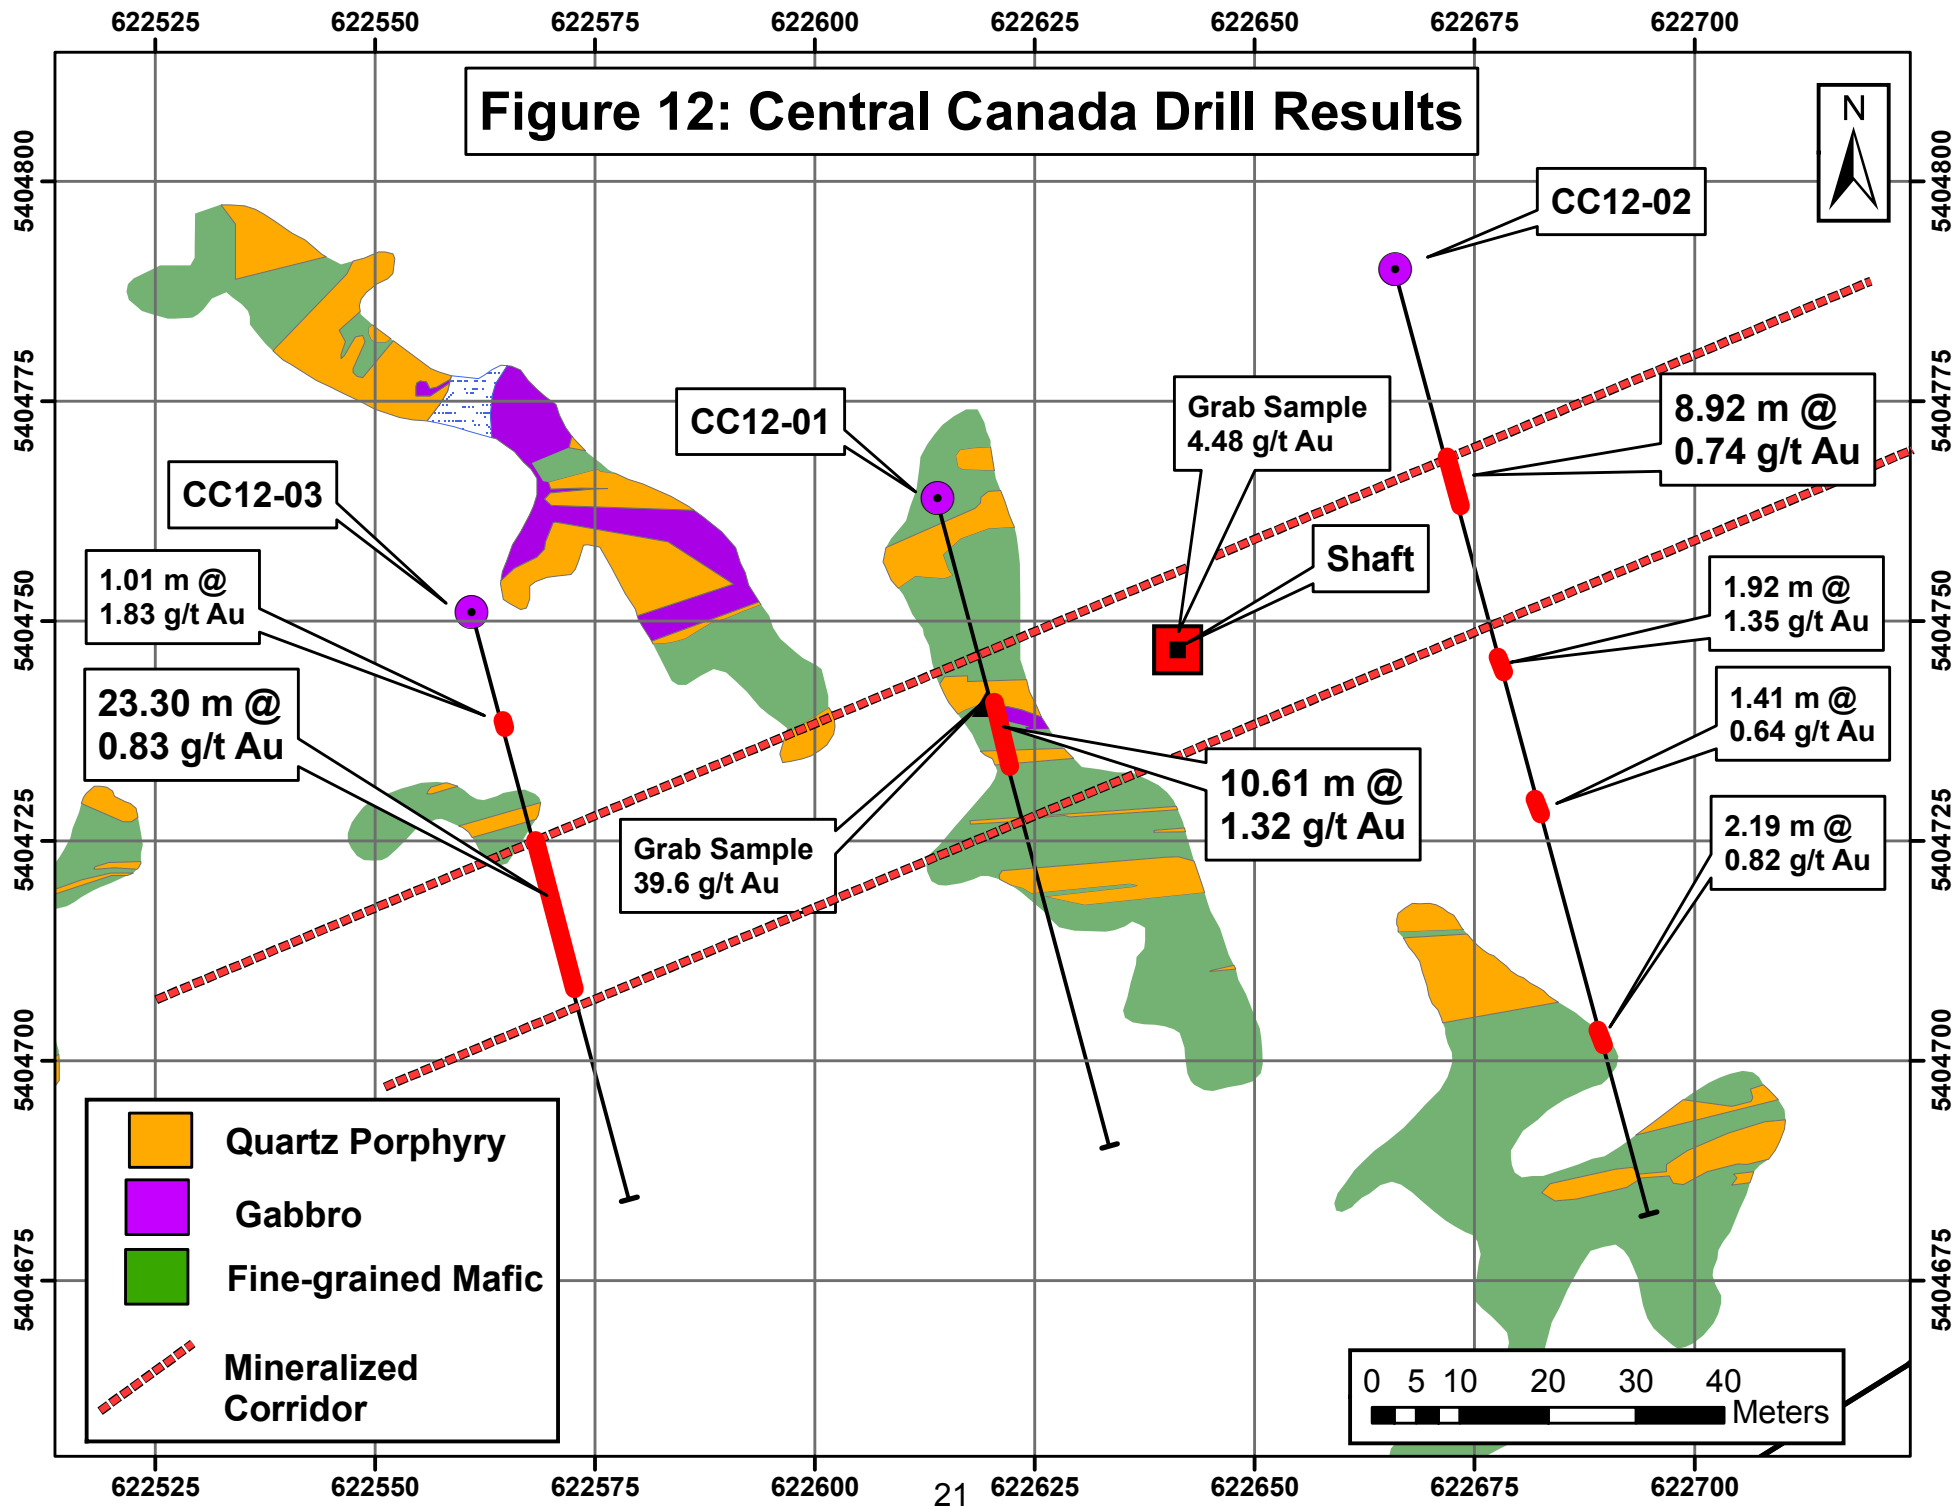 622525 622550 622575 622600 622625 622650 622675 622700
Figure 12: Central Canada Drill Results
N
5404800
5404800
CC12-02
5404775
5404775
CC12-01
Grab Sample
4.48 g/t Au
8.92 m @
0.74 g/t Au
CC12-03
Shaft
1.01 m @
1.83 g/t Au
5404750
5404750
1.92 m @
1.35 g/t Au
23.30 m @
0.83 g/t Au
1.41 m @
0.64 g/t Au
10.61 m @
1.32 g/t Au
5404725
5404725
Grab Sample
39.6 g/t Au
2.19 m @
0.82 g/t Au
5404700
5404700
Quartz Porphyry
Gabbro
Fine-grained Mafic
5404675
5404675
Mineralized
Corridor
0 5 10 20 30 40
Meters
622525 622550 622575 622600 622625 622650 622675 622700
21